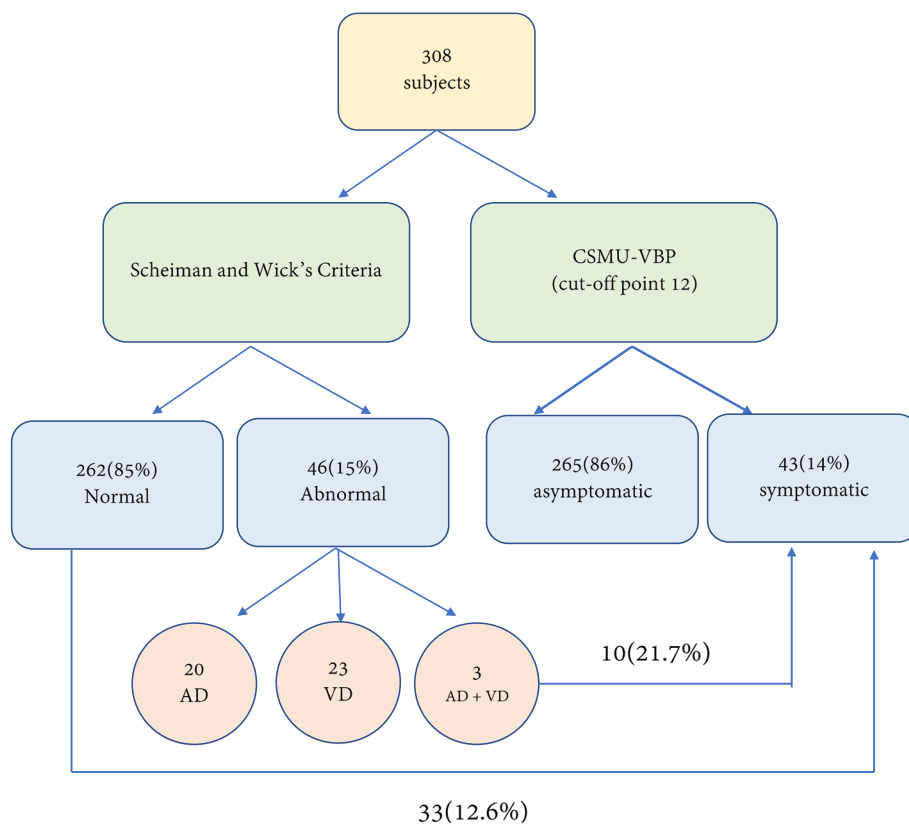 308
subjects
Scheiman and Wick's Criteria
CSMU-VBP
(cut-off point 12)
262(85%)
Normal
46(15%)
Abnormal
265(86%)
asymptomatic
43(14%)
symptomatic
20
AD
23
VD
3
AD + VD
10(21.7%)
33(12.6%)